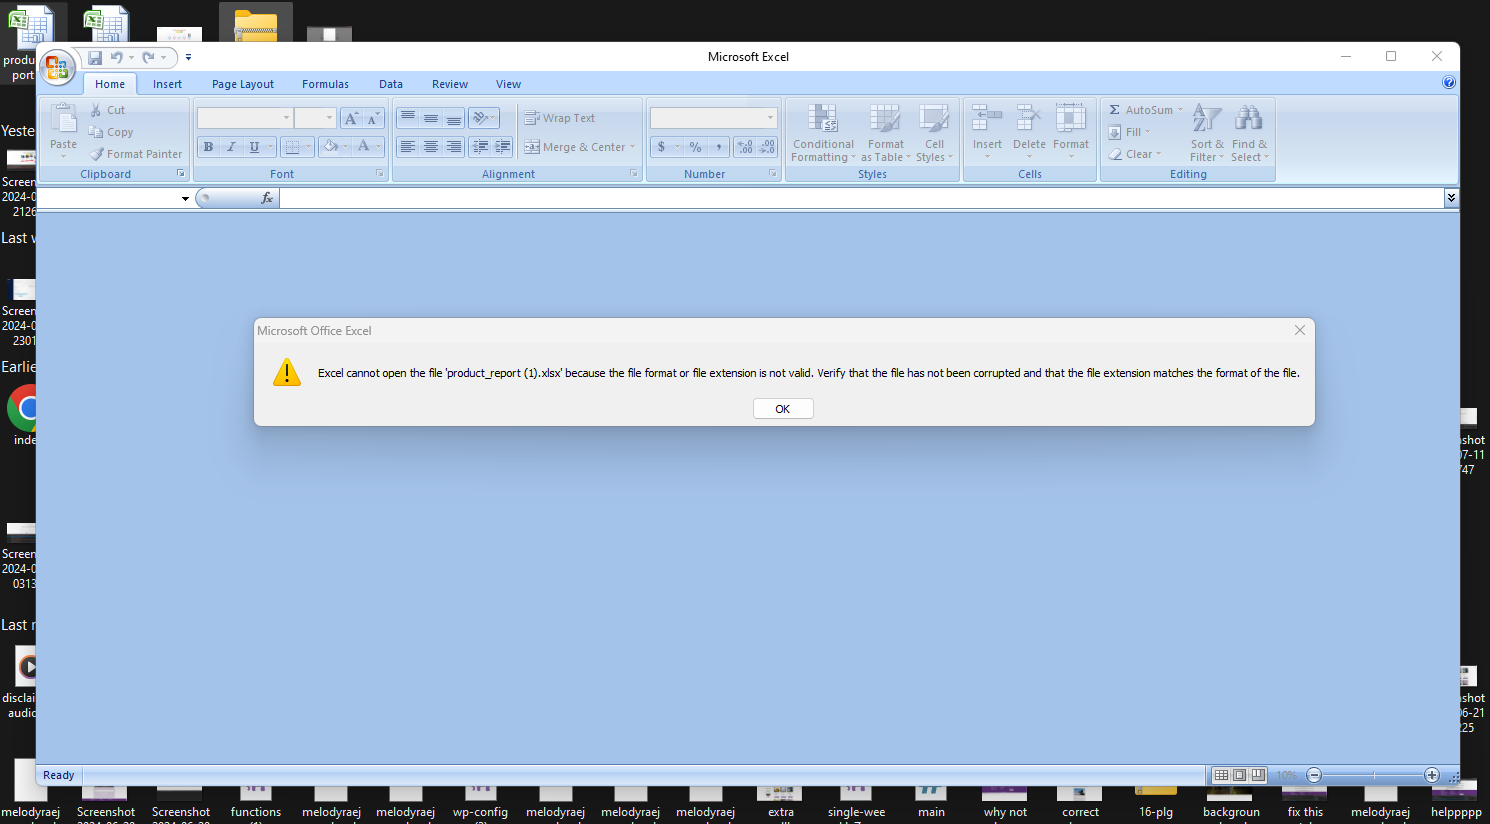 produ
port
Microsoft Excel
Home Insert Page Layout Formulas Data Review View
Paste
Cut
Copy
Format Painter
Clipboard
B I U
A A
A
Font
Wrap Text
Merge & Center
Alignment
$ % ,
Number
Conditional Formatting
Format as Table
Cell Styles
Styles
Insert Delete Format
Cells
Σ AutoSum
Fill
Clear
Sort & Filter
Find & Select
Editing
fx
Yeste
Screen
2024-0
2126
Last w
Screen
2024-0
2301
Earlie
inde
Screen
2024-0
0313
Last r
disclai
audio
Microsoft Office Excel
Excel cannot open the file 'product_report (1).xlsx' because the file format or file extension is not valid. Verify that the file has not been corrupted and that the file extension matches the format of the file.
OK
shot
07-11
747
shot
06-21
225
Ready
10%
melodyraej Screenshot Screenshot functions melodyraej melodyraej wp-config melodyraej melodyraej melodyraej extra single-wee main why not correct 16-plg backgroun fix this melodyraej helppppp